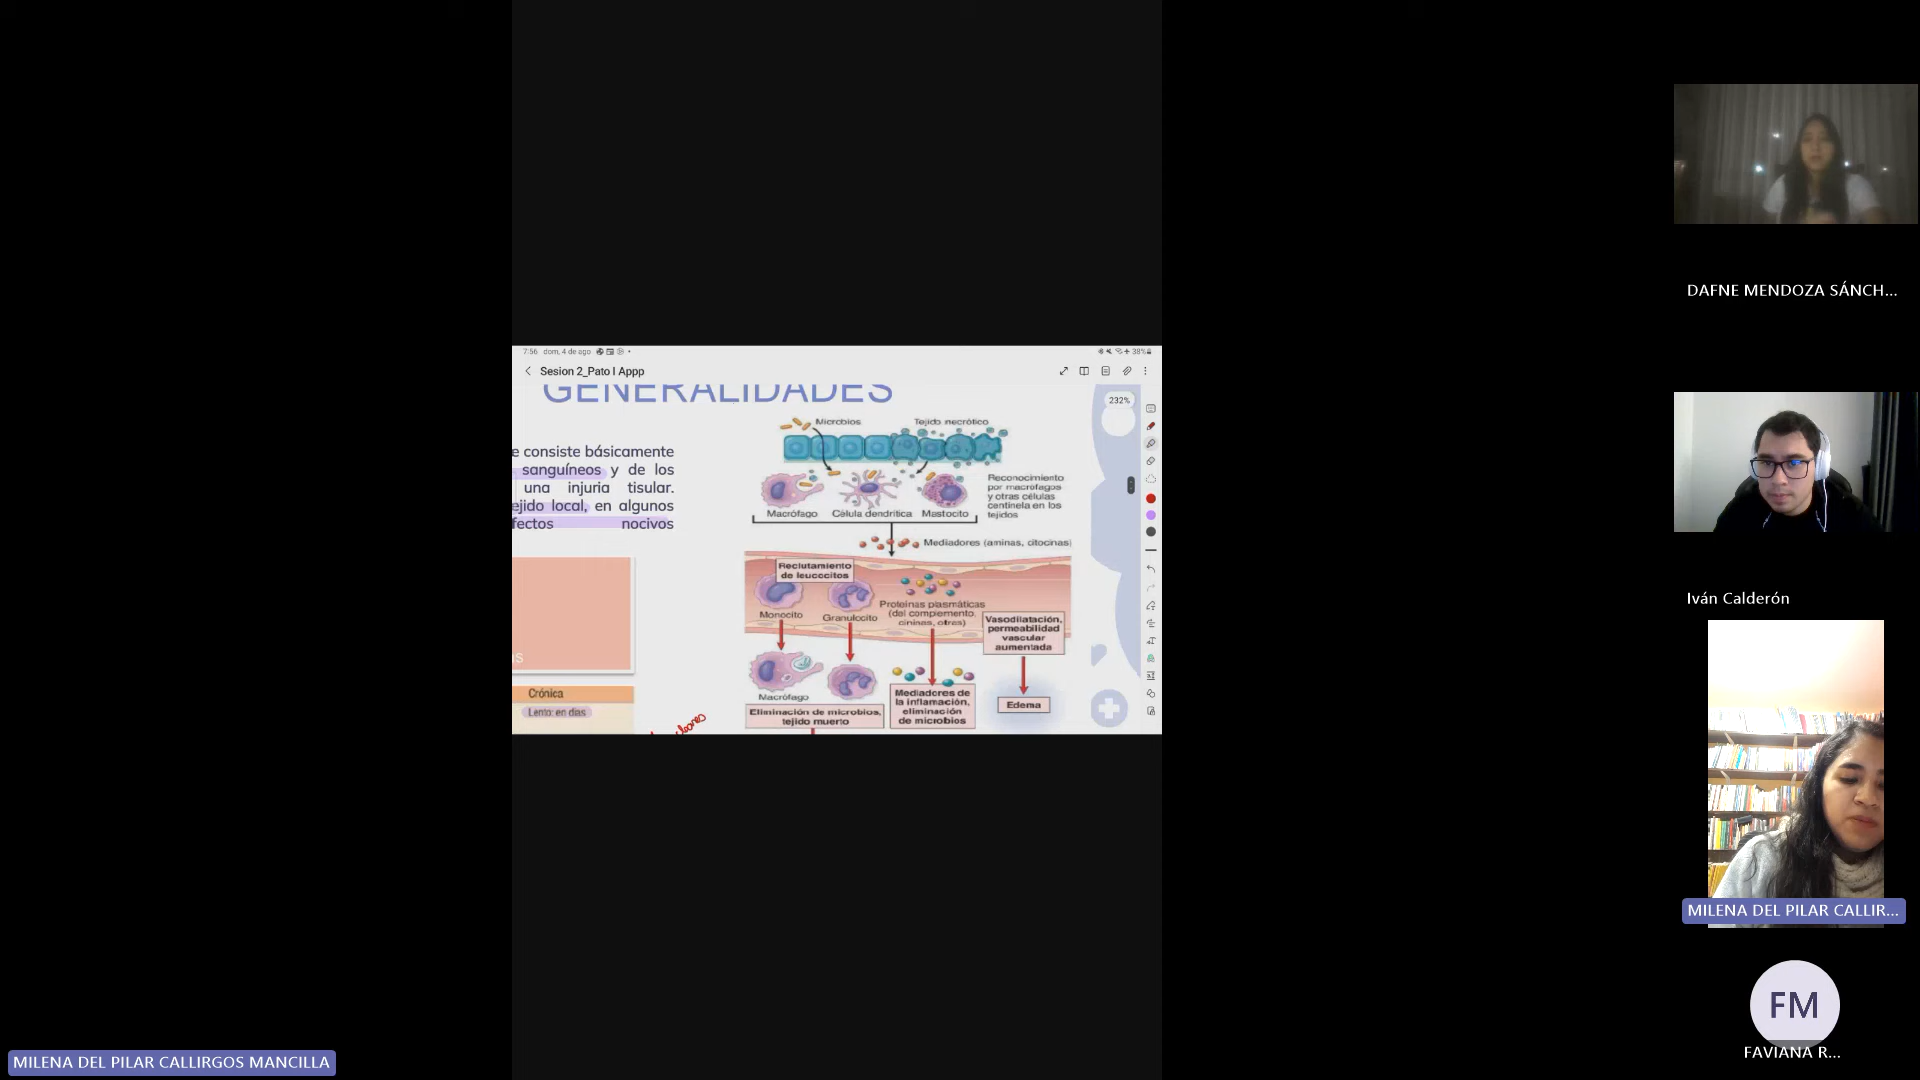 7:56 dom, 4 de ago
38%
Sesion 2_Pato I Appp
GENERALIDADES
232%
e consiste básicamente
sanguíneos y de los
una injuria tisular.
ejido local, en algunos
fectos nocivos
as
Crónica
Lento: en días
Microbios
Tejido necrótico
Reconocimiento
por macrófagos
y otras células
centinela en los
tejidos
Macrófago
Célula dendrítica
Mastocito
Mediadores (aminas, citocinas)
Reclutamiento
de leucocitos
Monocito
Granulocito
Proteínas plasmáticas
(del complemento,
cininas, otras)
Vasodilatación,
permeabilidad
vascular
aumentada
Macrófago
Eliminación de microbios,
tejido muerto
Mediadores de
la inflamación,
eliminación
de microbios
Edema
DAFNE MENDOZA SÁNCH...
Iván Calderón
MILENA DEL PILAR CALLIR...
FM
FAVIANA R...
MILENA DEL PILAR CALLIRGOS MANCILLA